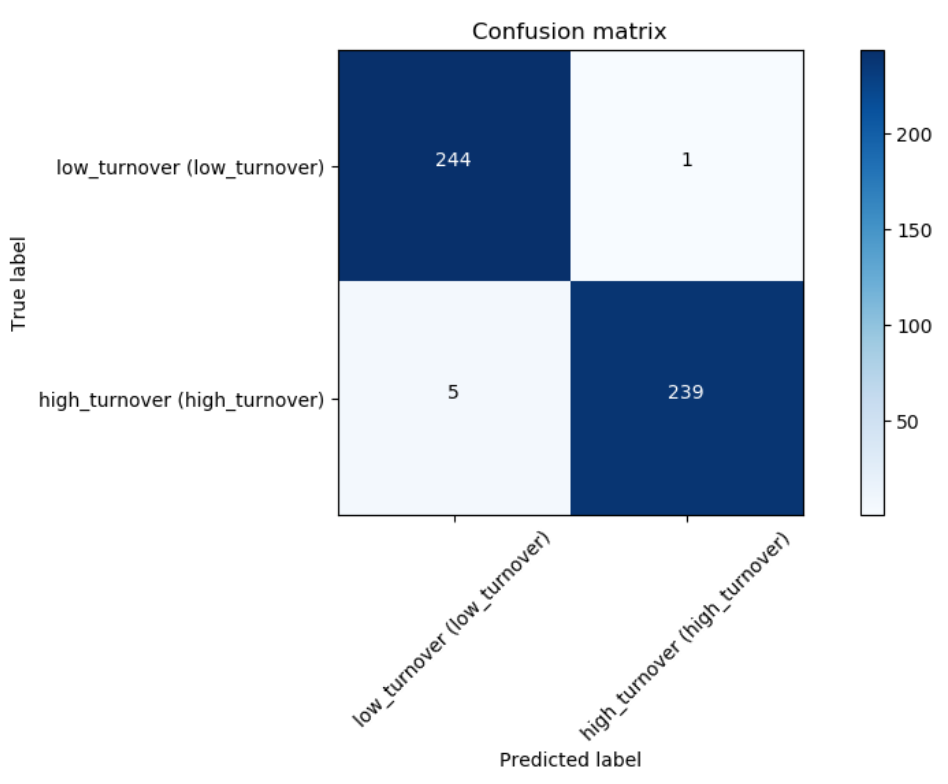 Confusion matrix
low_turnover (low_turnover)
244
1
200
150
True label
100
high_turnover (high_turnover)
5
239
50
low_turnover (low_turnover)
high_turnover (high_turnover)
Predicted label